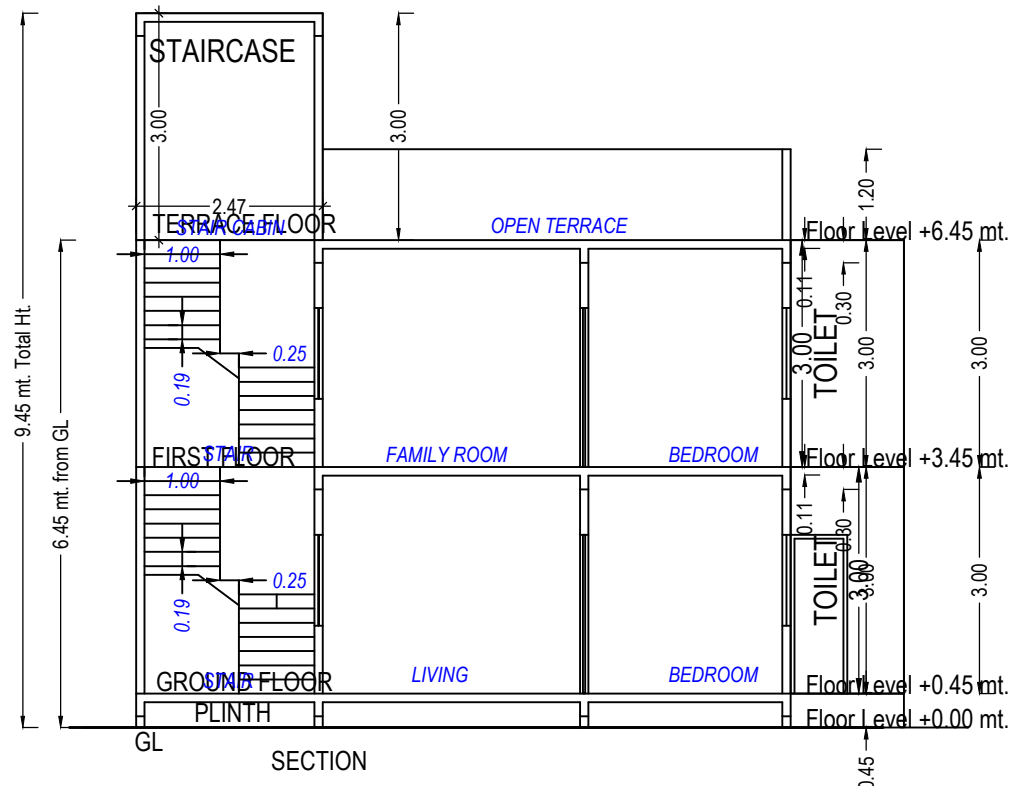 STAIRCASE
3.00
3.00
1.20
2.47
TERRACE FLOOR
STAIR CABIN
OPEN TERRACE
Floor Level +6.45 mt.
9.45 mt. Total Ht.
6.45 mt. from GL
1.00
0.25
0.19
0.11
0.30
3.00
TOILET
3.00
3.00
FIRST FLOOR
STAIR
FAMILY ROOM
BEDROOM
Floor Level +3.45 mt.
1.00
0.25
0.19
0.11
0.30
TOILET
3.00
3.00
3.00
GROUND FLOOR
STAIR
LIVING
BEDROOM
Floor Level +0.45 mt.
PLINTH
Floor Level +0.00 mt.
GL
SECTION
0.45